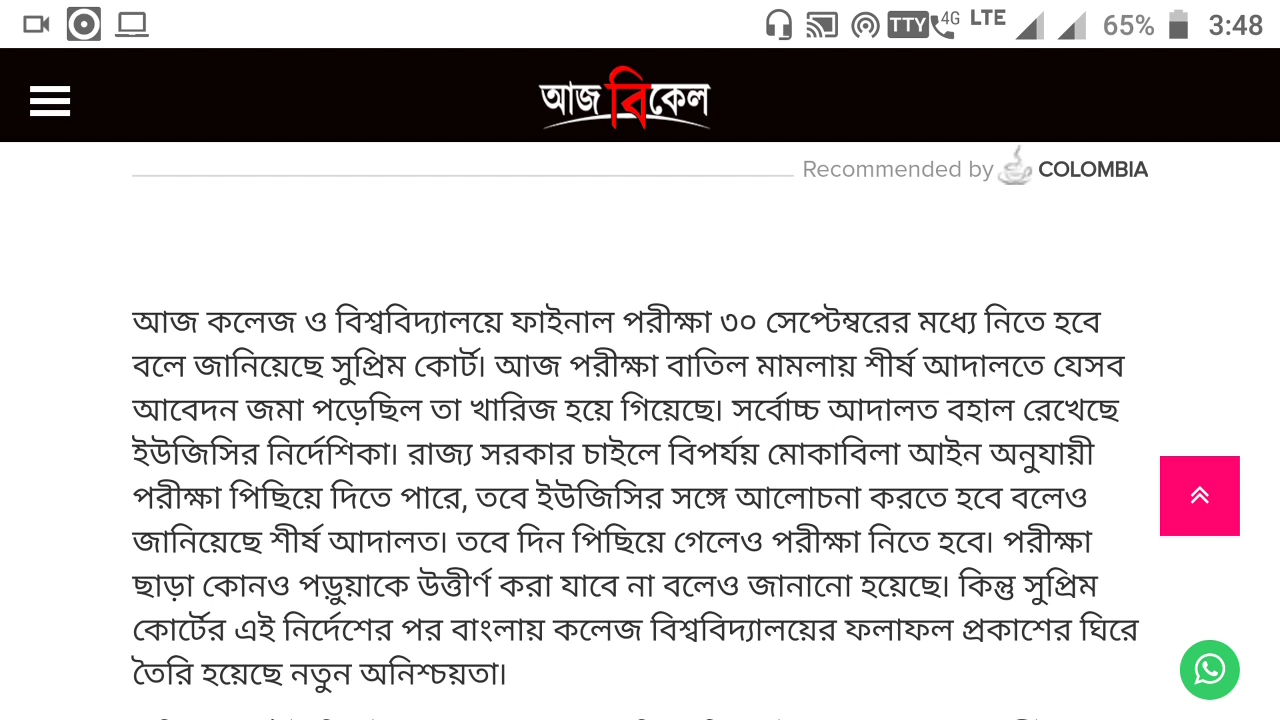 TTY 4G LTE 65% 3:48
আজ বিকেল
Recommended by COLOMBIA
আজ কলেজ ও বিশ্ববিদ্যালয়ে ফাইনাল পরীক্ষা ৩০ সেপ্টেম্বরের মধ্যে নিতে হবে
বলে জানিয়েছে সুপ্রিম কোর্ট। আজ পরীক্ষা বাতিল মামলায় শীর্ষ আদালতে যেসব
আবেদন জমা পড়েছিল তা খারিজ হয়ে গিয়েছে। সর্বোচ্চ আদালত বহাল রেখেছে
ইউজিসির নির্দেশিকা। রাজ্য সরকার চাইলে বিপর্যয় মোকাবিলা আইন অনুযায়ী
পরীক্ষা পিছিয়ে দিতে পারে, তবে ইউজিসির সঙ্গে আলোচনা করতে হবে বলেও
জানিয়েছে শীর্ষ আদালত। তবে দিন পিছিয়ে গেলেও পরীক্ষা নিতে হবে। পরীক্ষা
ছাড়া কোনও পড়ুয়াকে উত্তীর্ণ করা যাবে না বলেও জানানো হয়েছে। কিন্তু সুপ্রিম
কোর্টের এই নির্দেশের পর বাংলায় কলেজ বিশ্ববিদ্যালয়ের ফলাফল প্রকাশের ঘিরে
তৈরি হয়েছে নতুন অনিশ্চয়তা।